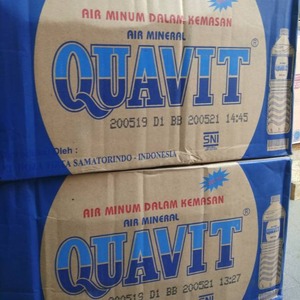 AIR MINUM DALAM KEMASAN
AIR MINERAL
QUAVIT®
200519 D1 BB 200521 14:45
SNI
Oleh :
SAMATORINDO - INDONESIA
AIR MINUM DALAM KEMASAN
AIR MINERAL
QUAVIT®
200519 D1 BB 200521 13:27
SNI